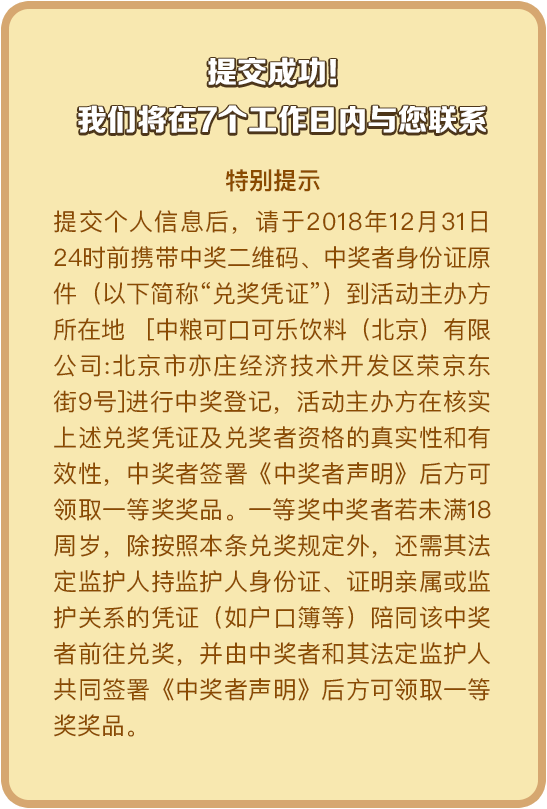 提交成功!
我们将在7个工作日内与您联系
特别提示
提交个人信息后，请于2018年12月31日
24时前携带中奖二维码、中奖者身份证原
件（以下简称“兑奖凭证”）到活动主办方
所在地 [中粮可口可乐饮料（北京）有限
公司:北京市亦庄经济技术开发区荣京东
街9号]进行中奖登记，活动主办方在核实
上述兑奖凭证及兑奖者资格的真实性和有
效性，中奖者签署《中奖者声明》后方可
领取一等奖奖品。一等奖中奖者若未满18
周岁，除按照本条兑奖规定外，还需其法
定监护人持监护人身份证、证明亲属或监
护关系的凭证（如户口簿等）陪同该中奖
者前往兑奖，并由中奖者和其法定监护人
共同签署《中奖者声明》后方可领取一等
奖奖品。